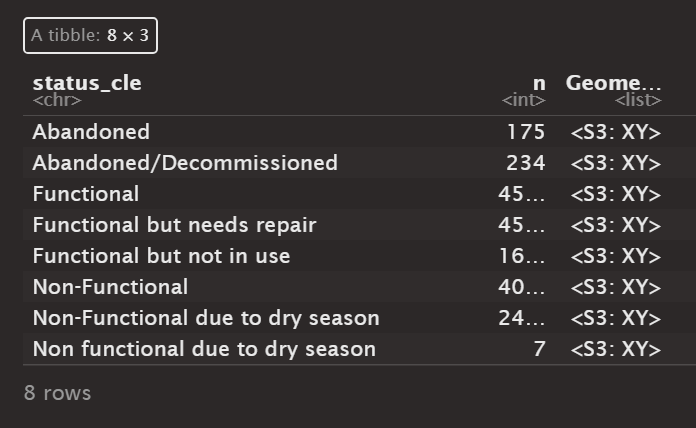 A tibble: 8 × 3
status_cle n Geome...
<chr> <int> <list>
Abandoned 175 <S3: XY>
Abandoned/Decommissioned 234 <S3: XY>
Functional 45... <S3: XY>
Functional but needs repair 45... <S3: XY>
Functional but not in use 16... <S3: XY>
Non-Functional 40... <S3: XY>
Non-Functional due to dry season 24... <S3: XY>
Non functional due to dry season 7 <S3: XY>
8 rows